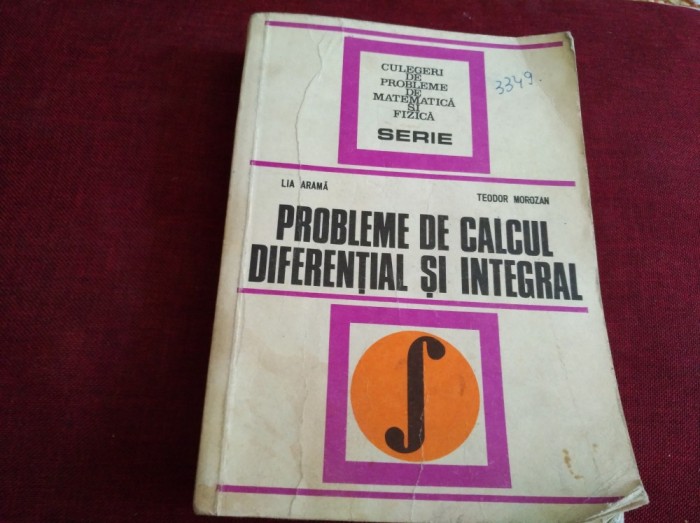 CULEGERI
DE
PROBLEME
DE
MATEMATICĂ
ȘI
FIZICĂ
SERIE
3349.
LIA ARAMĂ
TEODOR MOROZAN
PROBLEME DE CALCUL
DIFERENȚIAL ȘI INTEGRAL
∫